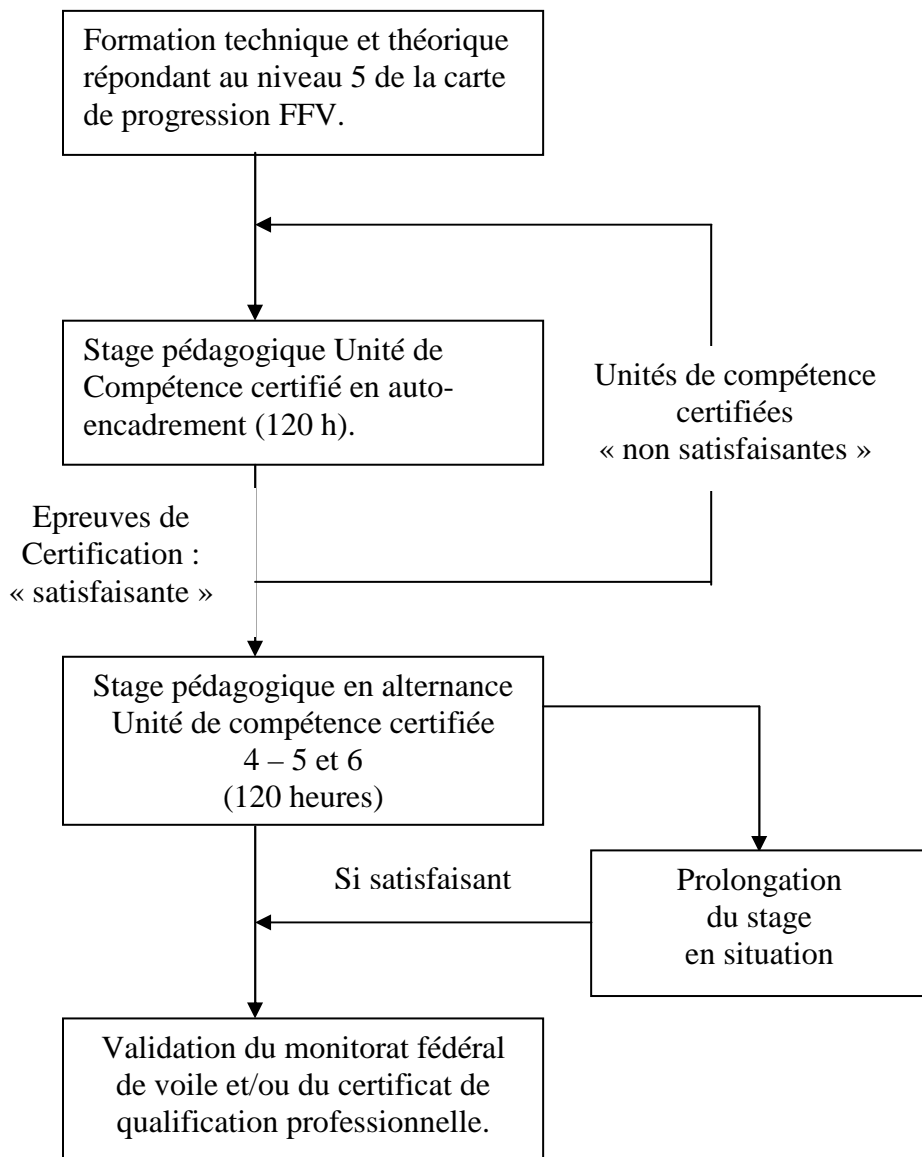 Formation technique et théorique
répondant au niveau 5 de la carte
de progression FFV.
Stage pédagogique Unité de
Compétence certifié en auto-
encadrement (120 h).
Unités de compétence
certifiées
« non satisfaisantes »
Epreuves de
Certification :
« satisfaisante »
Stage pédagogique en alternance
Unité de compétence certifiée
4 – 5 et 6
(120 heures)
Si satisfaisant
Prolongation
du stage
en situation
Validation du monitorat fédéral
de voile et/ou du certificat de
qualification professionnelle.